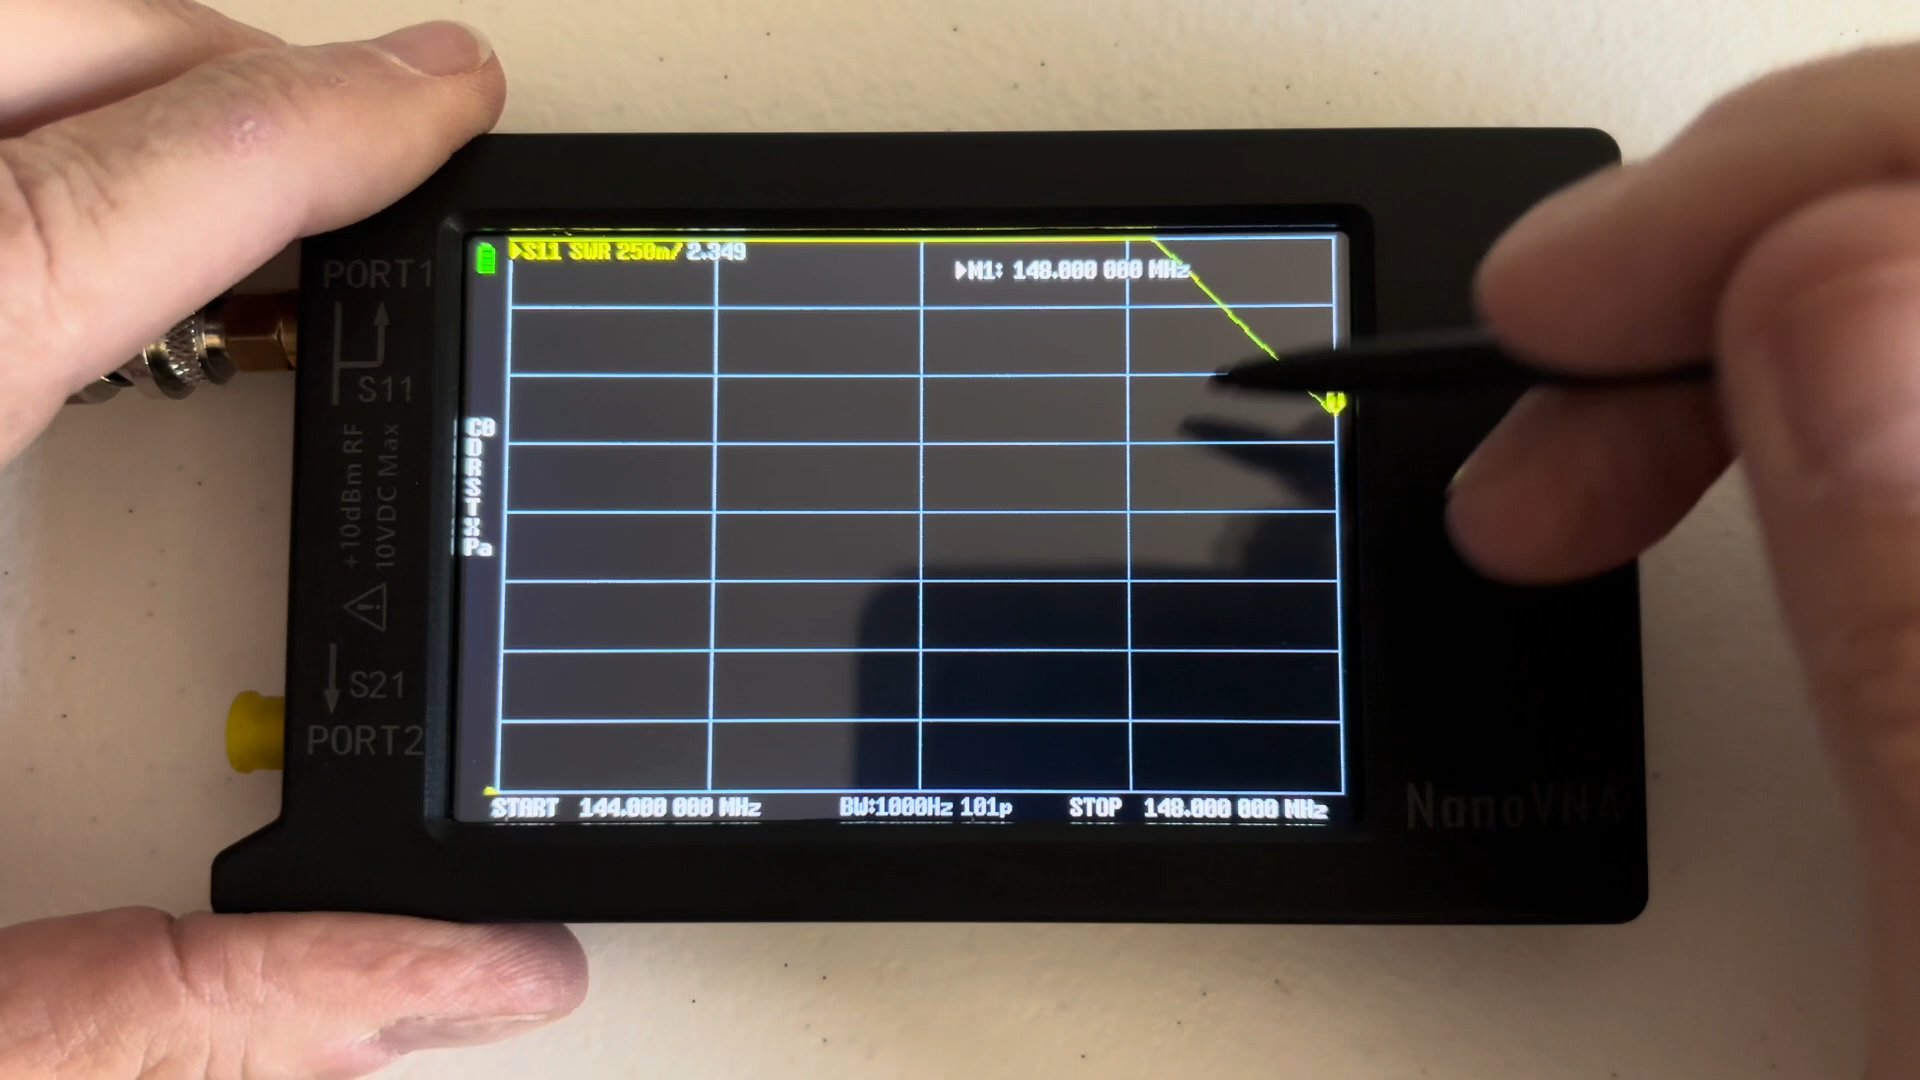 PORT1
S11
+10dBm RF
10VDC Max
S21
PORT2
S11 SWR 250m/ 2.349
M1: 148.000 000 MHz
C0
D
R
S
T
X
Pa
START 144.000 000 MHz
BW:1000Hz 101p
STOP 148.000 000 MHz
NanoVNA